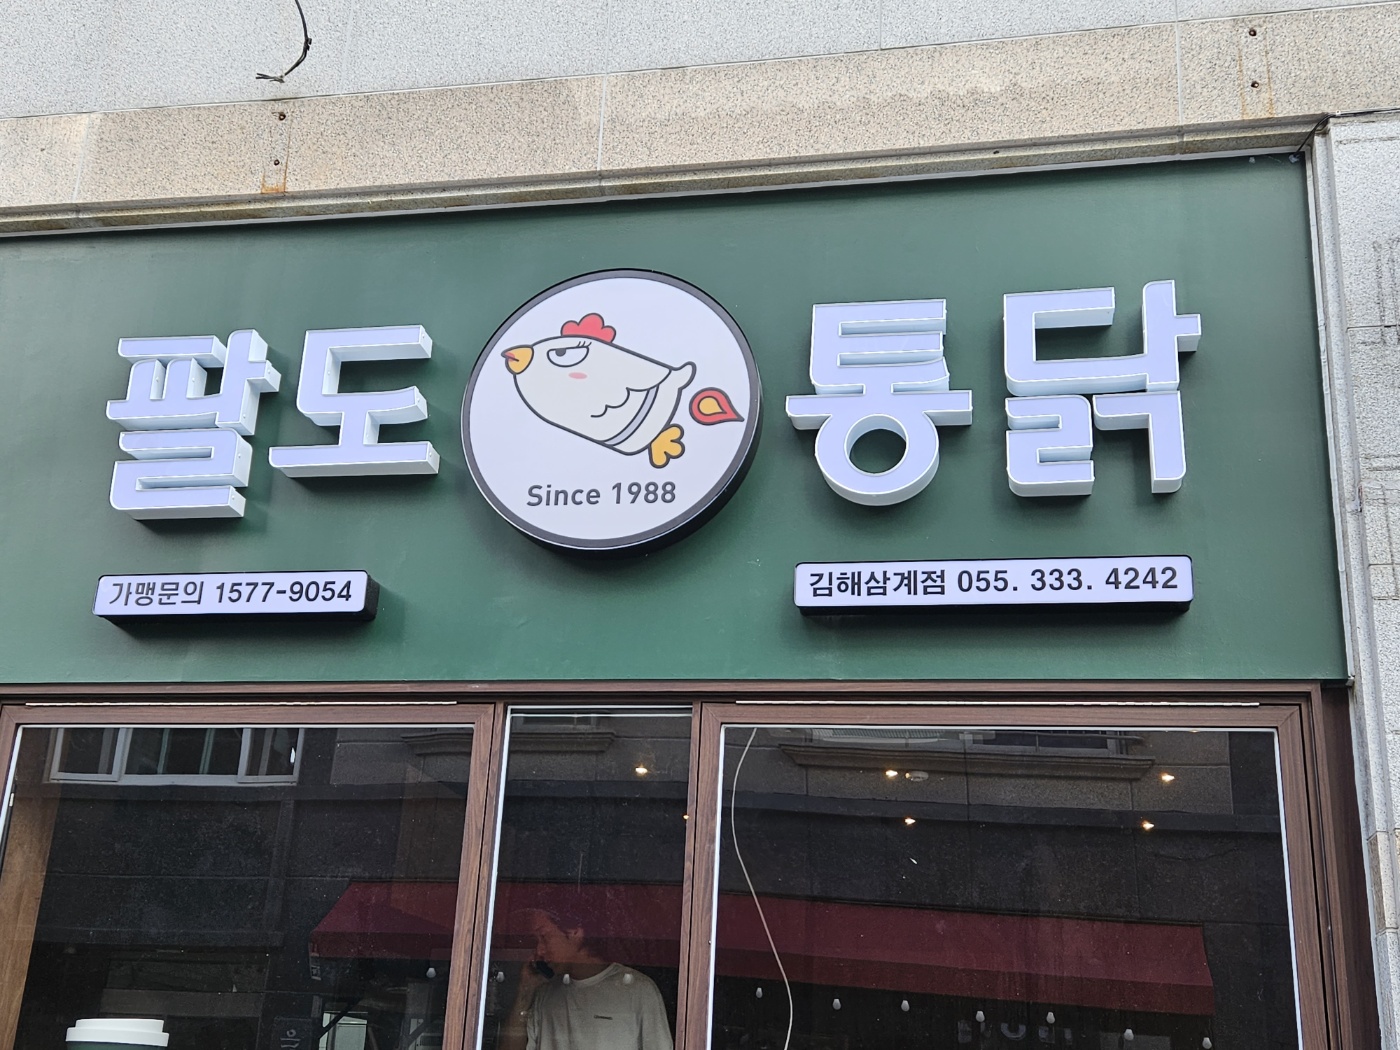 팔도 통닭
Since 1988
가맹문의 1577-9054
김해삼계점 055. 333. 4242